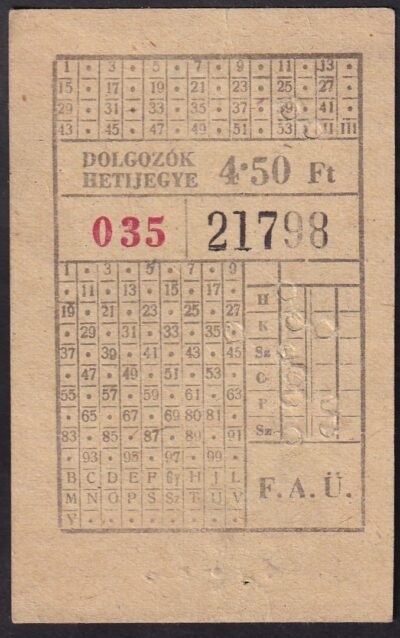 1 • 3 • 5 • 7 • 9 • 11 • 13 •
15 • 17 • 19 • 21 • 23 • 25 • 27 •
29 • 31 • 33 • 35 • 37 • 39 • 41 •
43 • 45 • 47 • 49 • 51 • 53 • II III
DOLGOZÓK
HETIJEGYE
4·50 Ft
035
21798
1 • 3 • 5 • 7 • 9
• 11 • 13 • 15 • 17 •
19 • 21 • 23 • 25 • 27
• 29 • 31 • 33 • 35 •
37 • 39 • 41 • 43 • 45
• 47 • 49 • 51 • 53 •
55 • 57 • 59 • 61 • 63
• 65 • 67 • 69 80 81 •
83 • 85 • 87 • 89 • 91
• 93 • 95 • 97 • 99 •
B C D E F Gy H J L
M N O P S Sz T U V
Y • • • • • • • •
H
K
Sz
C
P
Sz
F. A. Ü.